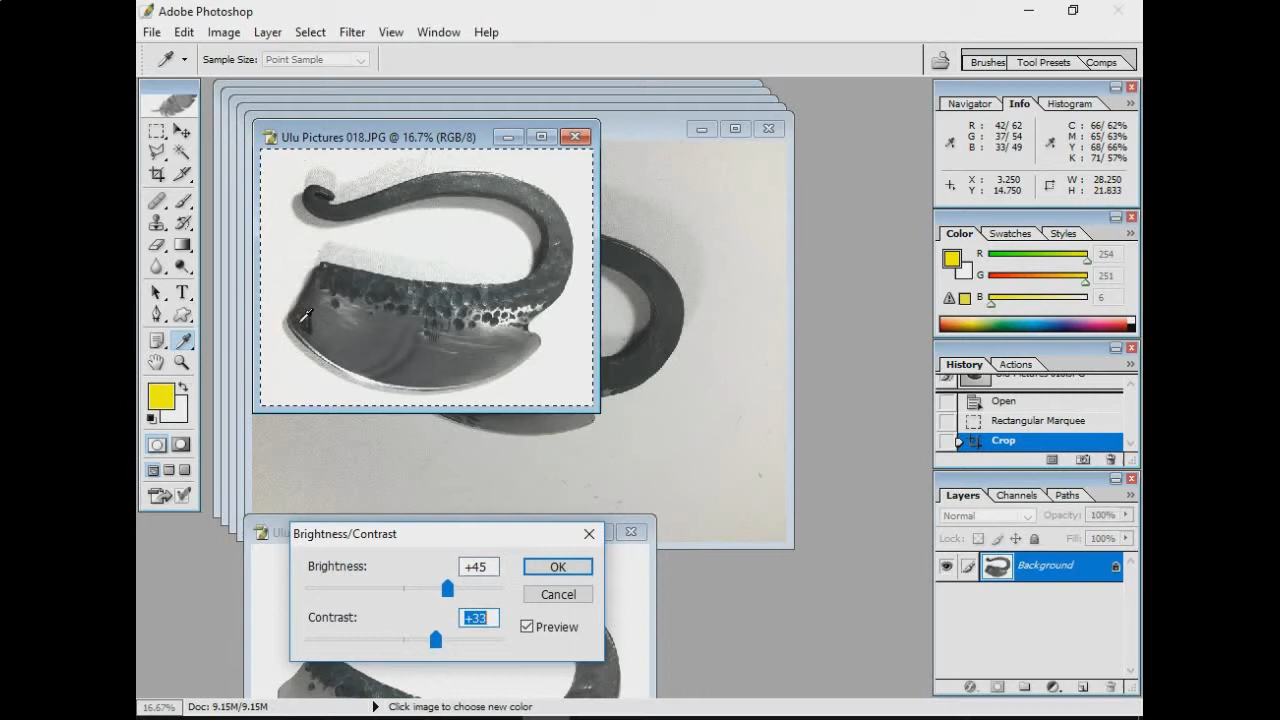 Adobe Photoshop
File Edit Image Layer Select Filter View Window Help
Sample Size: Point Sample
Brushes Tool Presets Comps
Navigator Info Histogram
R : 42/ 62 C : 66/ 62%
G : 37/ 54 M : 65/ 63%
B : 33/ 49 Y : 68/ 66%
K : 71/ 57%
X : 3.250 W : 28.250
Y : 14.750 H : 21.833
Ulu Pictures 018.JPG @ 16.7% (RGB/8)
Color Swatches Styles
R 254
G 251
B 6
History Actions
Open
Rectangular Marquee
Crop
Layers Channels Paths
Normal Opacity: 100%
Lock: Fill: 100%
Background
Ulu
Brightness/Contrast
Brightness: +45 OK
Cancel
Contrast: +33
Preview
16.67% Doc: 9.15M/9.15M Click image to choose new color